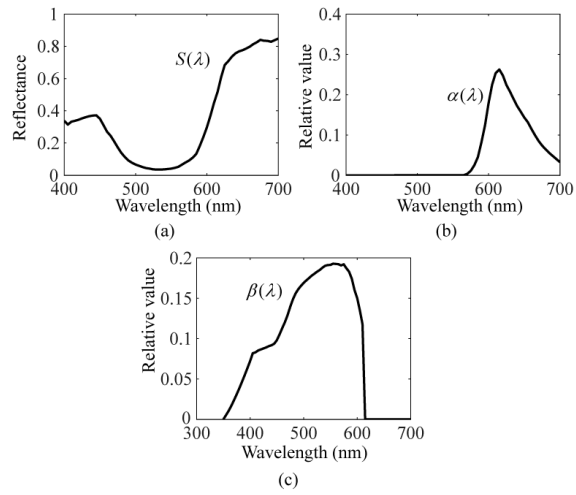 1
0.8
0.6
0.4
0.2
0
Reflectance
S(λ)
400 500 600 700
Wavelength (nm)
(a)
0.4
0.3
0.2
0.1
0
Relative value
α(λ)
400 500 600 700
Wavelength (nm)
(b)
0.2
0.15
0.1
0.05
0
Relative value
β(λ)
300 400 500 600 700
Wavelength (nm)
(c)